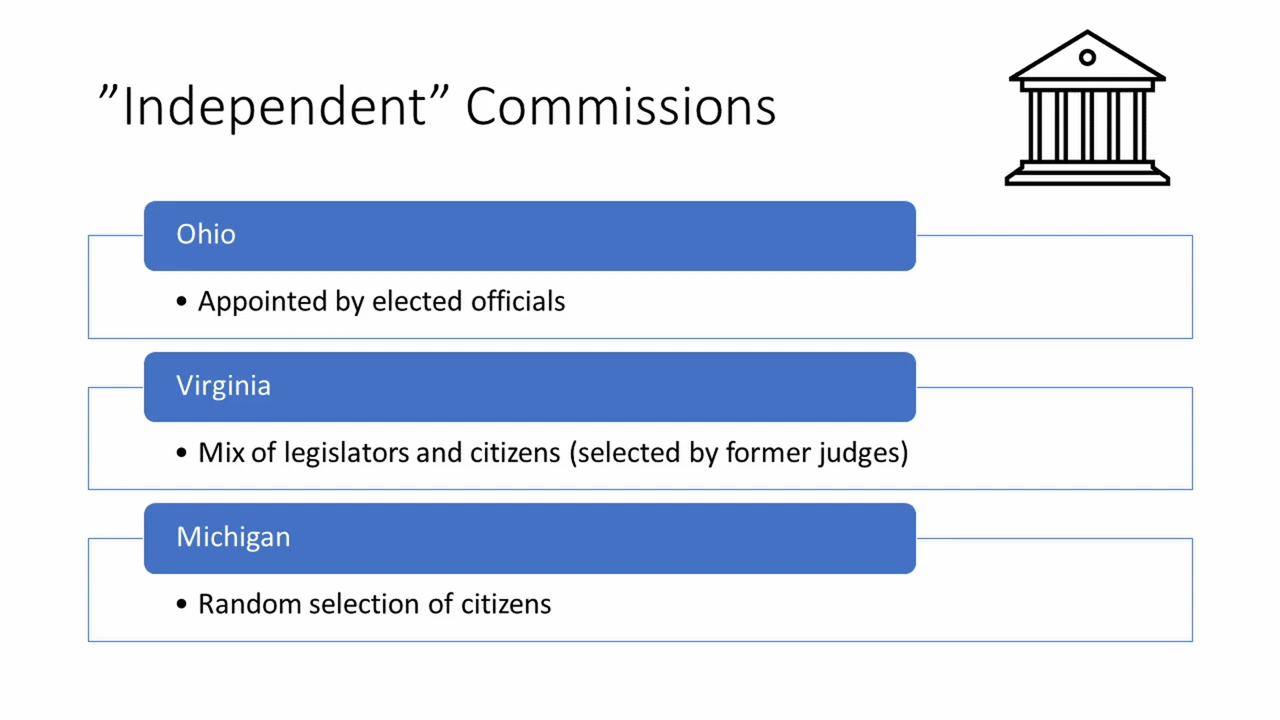 ”Independent” Commissions
Ohio
• Appointed by elected officials
Virginia
• Mix of legislators and citizens (selected by former judges)
Michigan
• Random selection of citizens